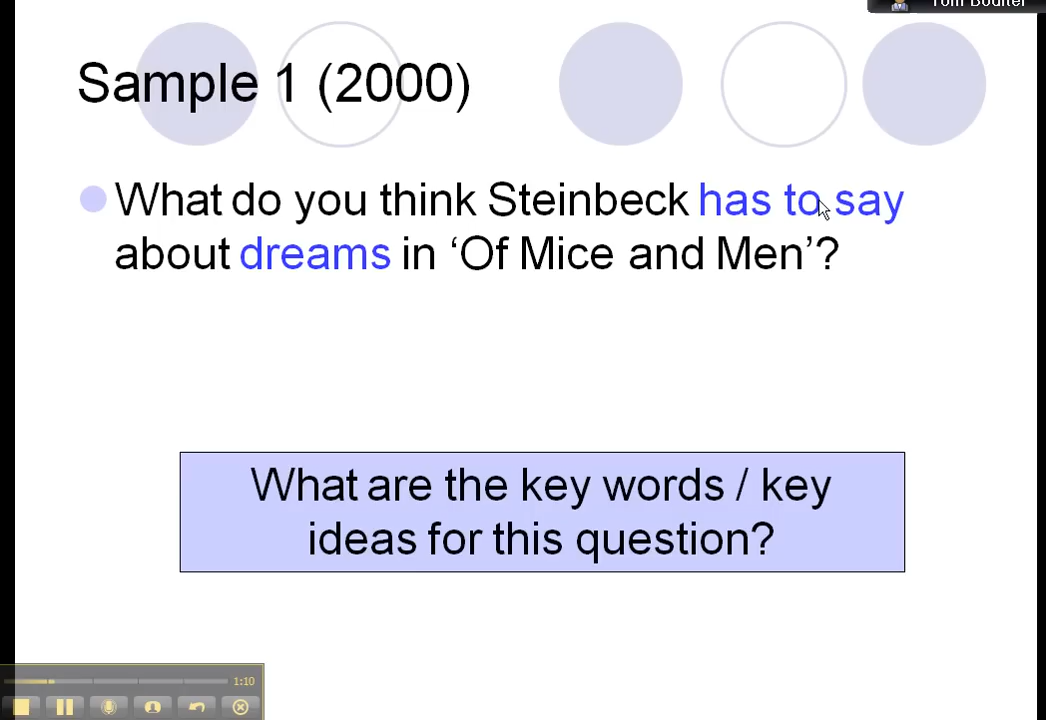 Sample 1 (2000)
What do you think Steinbeck has to say
about dreams in ‘Of Mice and Men’?
What are the key words / key
ideas for this question?
1:10